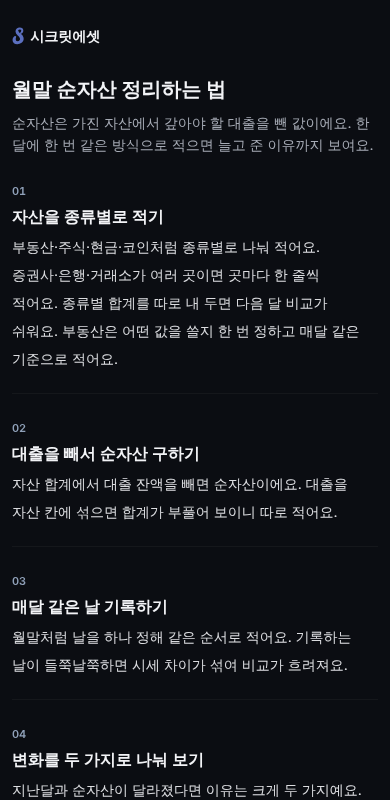 시크릿에셋
월말 순자산 정리하는 법
순자산은 가진 자산에서 갚아야 할 대출을 뺀 값이에요. 한
달에 한 번 같은 방식으로 적으면 늘고 준 이유까지 보여요.
01
자산을 종류별로 적기
부동산·주식·현금·코인처럼 종류별로 나눠 적어요.
증권사·은행·거래소가 여러 곳이면 곳마다 한 줄씩
적어요. 종류별 합계를 따로 내 두면 다음 달 비교가
쉬워요. 부동산은 어떤 값을 쓸지 한 번 정하고 매달 같은
기준으로 적어요.
02
대출을 빼서 순자산 구하기
자산 합계에서 대출 잔액을 빼면 순자산이에요. 대출을
자산 칸에 섞으면 합계가 부풀어 보이니 따로 적어요.
03
매달 같은 날 기록하기
월말처럼 날을 하나 정해 같은 순서로 적어요. 기록하는
날이 들쭉날쭉하면 시세 차이가 섞여 비교가 흐려져요.
04
변화를 두 가지로 나눠 보기
지난달과 순자산이 달라졌다면 이유는 크게 두 가지예요.